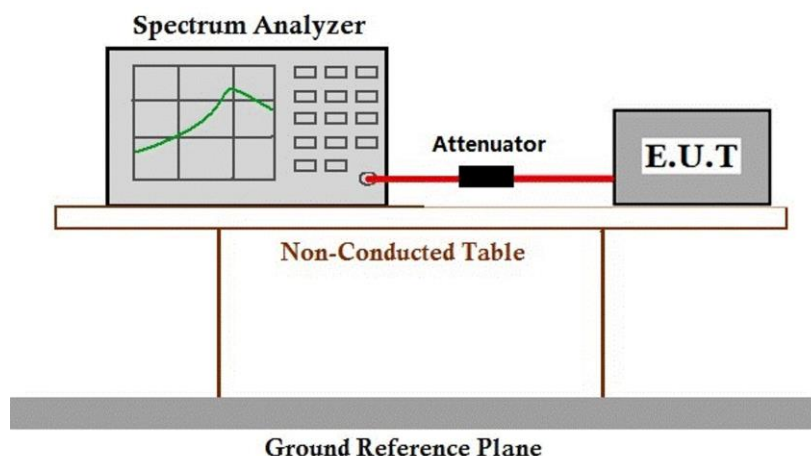 Spectrum Analyzer
Attenuator
E.U.T
Non-Conducted Table
Ground Reference Plane